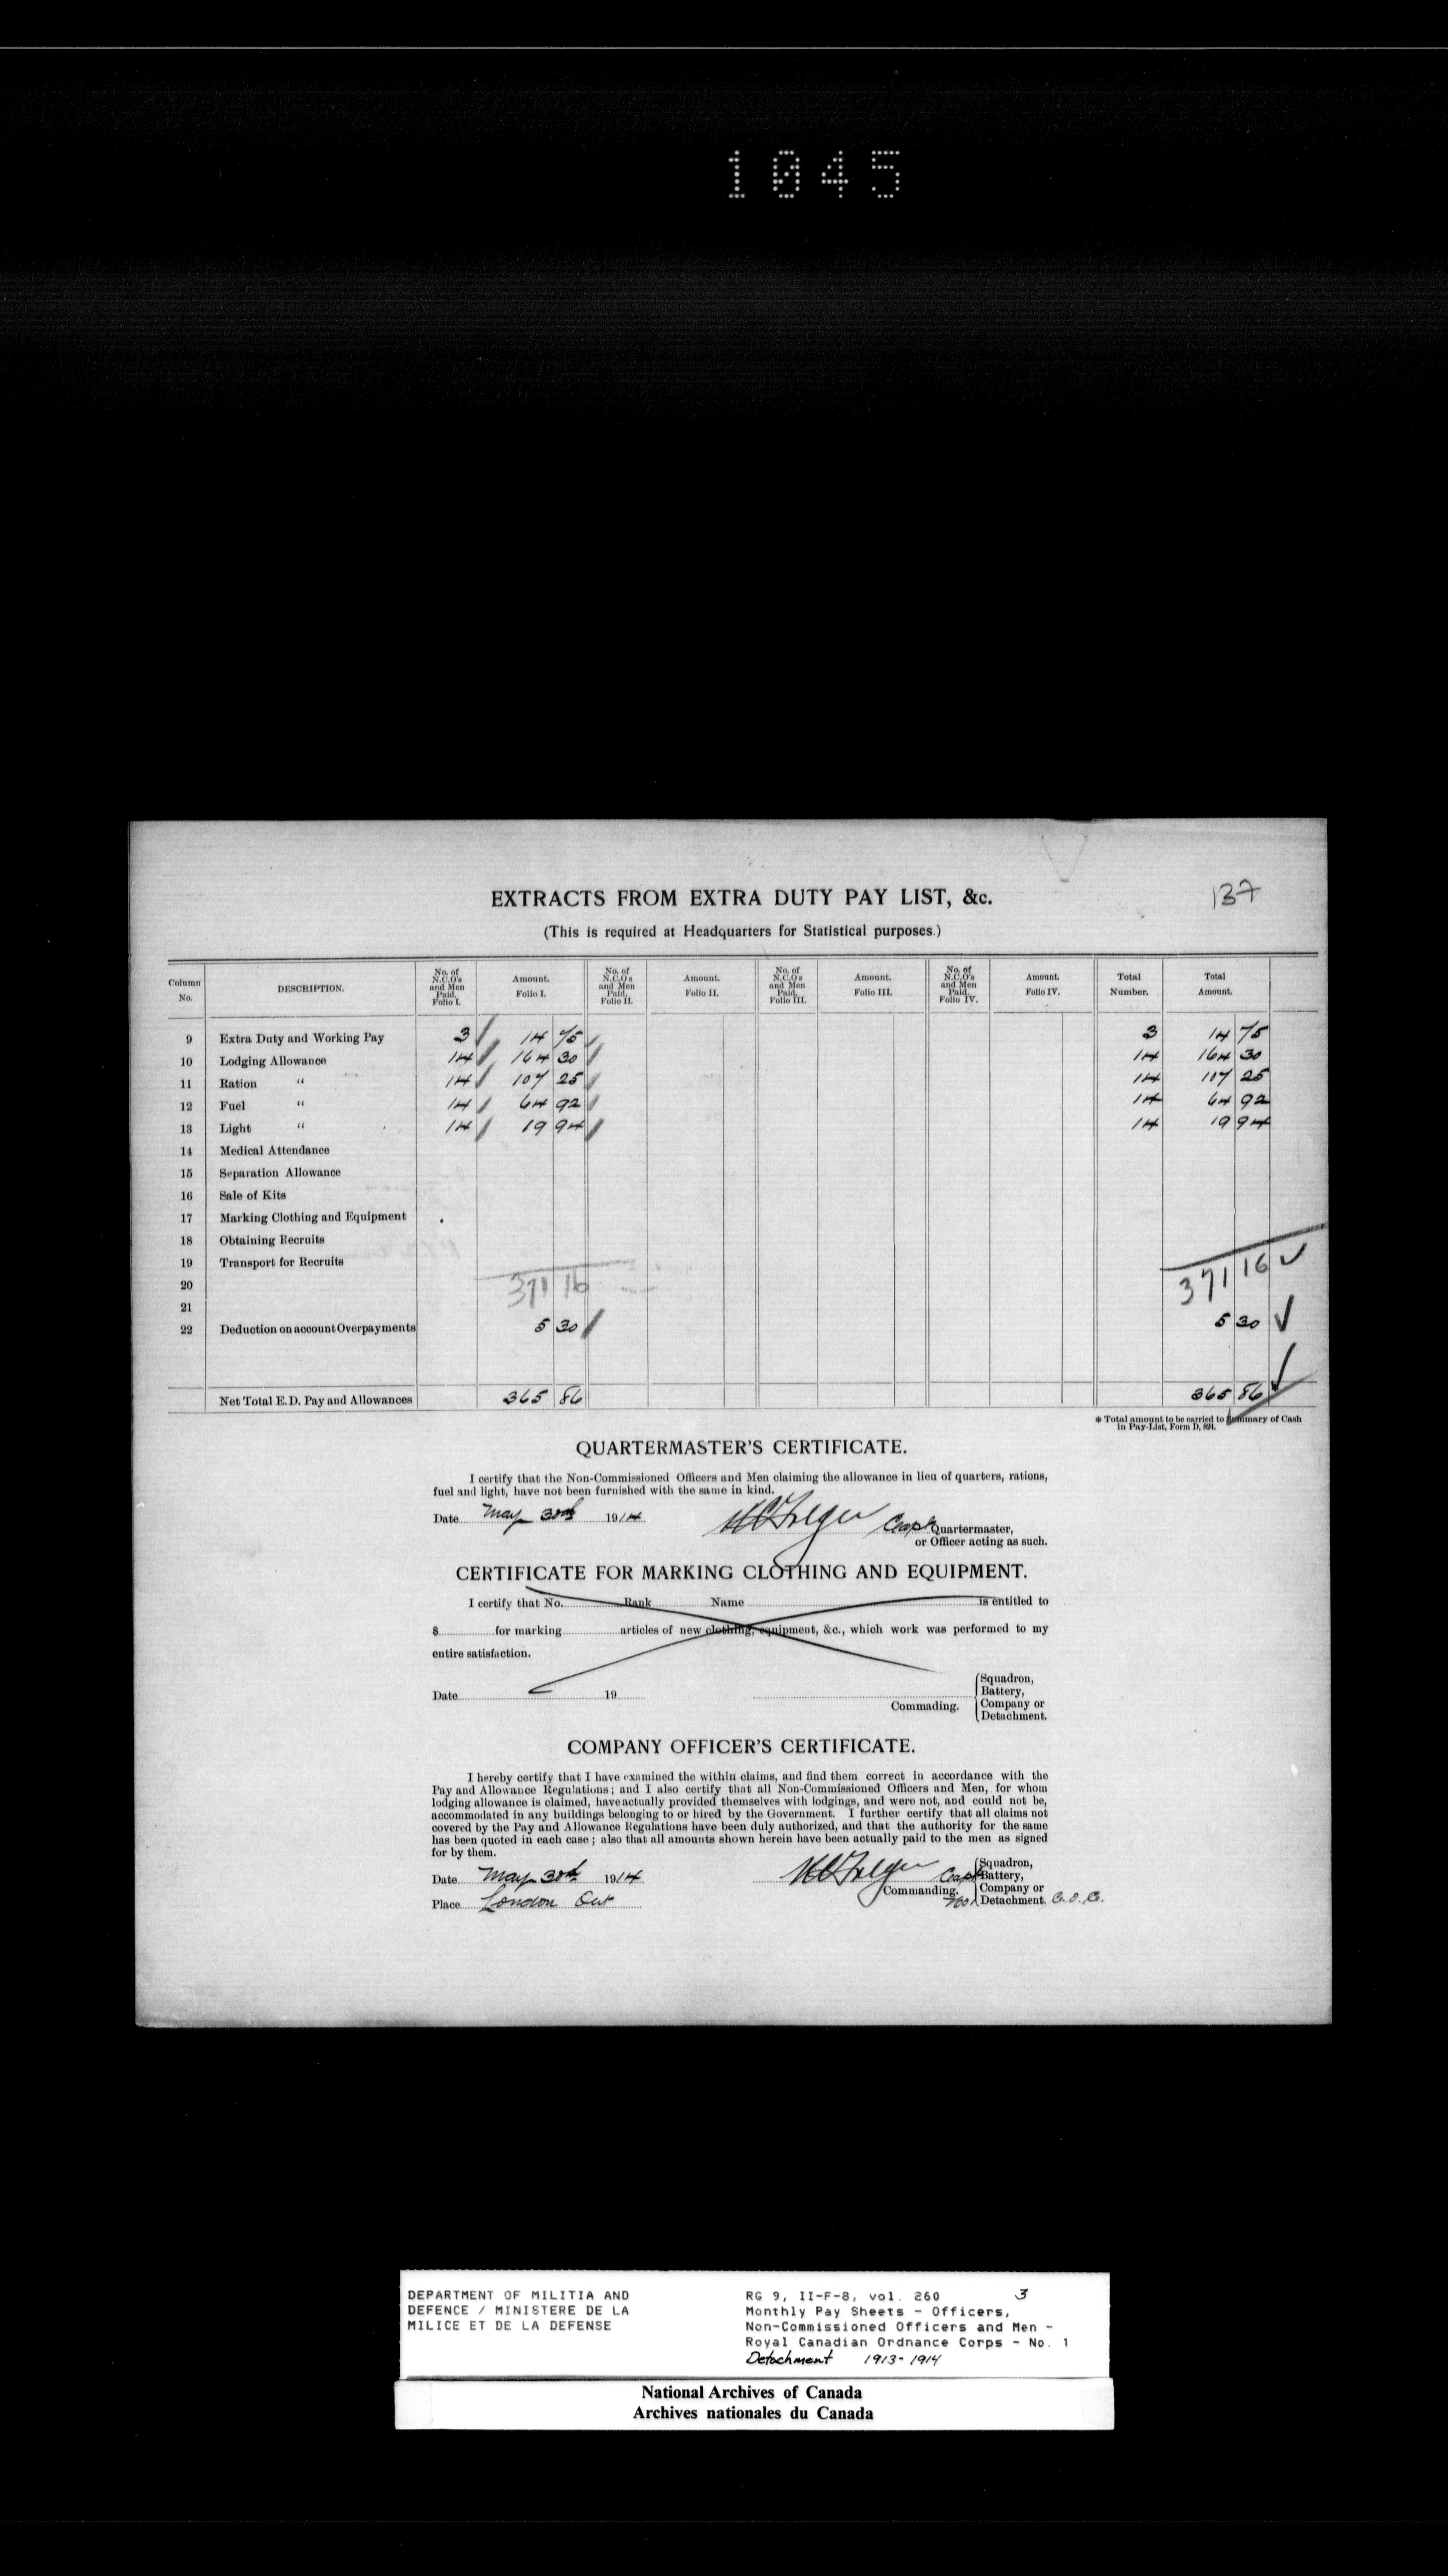 1045
EXTRACTS FROM EXTRA DUTY PAY LIST, &c.
137
(This is required at Headquarters for Statistical purposes.)
Column No. DESCRIPTION. No. of N.C.O's and Men Paid. Folio I. Amount. Folio I. No. of N.C.O's and Men Paid. Folio II. Amount. Folio II. No. of N.C.O's and Men Paid. Folio III. Amount. Folio III. No. of N.C.O's and Men Paid. Folio IV. Amount. Folio IV. Total Number. Total Amount.
9 Extra Duty and Working Pay 3 14 75 3 14 75
10 Lodging Allowance 14 164 30 14 164 30
11 Ration " 14 107 25 14 107 25
12 Fuel " 14 64 92 14 64 92
13 Light " 14 19 94 14 19 94
14 Medical Attendance
15 Separation Allowance
16 Sale of Kits
17 Marking Clothing and Equipment
18 Obtaining Recruits
19 Transport for Recruits
20 371 16 371 16 ✓
21
22 Deduction on account Overpayments 5 30 5 30 ✓
Net Total E.D. Pay and Allowances 365 86 365 86 ✓
* Total amount to be carried to Summary of Cash
in Pay-List, Form D, 824.
QUARTERMASTER'S CERTIFICATE.
I certify that the Non-Commissioned Officers and Men claiming the allowance in lieu of quarters, rations,
fuel and light, have not been furnished with the same in kind.
Date May 30th 1914 Folger Capt Quartermaster,
or Officer acting as such.
CERTIFICATE FOR MARKING CLOTHING AND EQUIPMENT.
I certify that No. Rank Name is entitled to
$ for marking articles of new clothing, equipment, &c., which work was performed to my
entire satisfaction.
Date 19
Commading. Squadron,
Battery,
Company or
Detachment.
COMPANY OFFICER'S CERTIFICATE.
I hereby certify that I have examined the within claims, and find them correct in accordance with the
Pay and Allowance Regulations; and I also certify that all Non-Commissioned Officers and Men, for whom
lodging allowance is claimed, have actually provided themselves with lodgings, and were not, and could not be,
accommodated in any buildings belonging to or hired by the Government. I further certify that all claims not
covered by the Pay and Allowance Regulations have been duly authorized, and that the authority for the same
has been quoted in each case; also that all amounts shown herein have been actually paid to the men as signed
for by them.
Date May 30th 1914 Folger Capt
Commanding. Squadron,
Battery,
Company or
No 1 Detachment. C.O.C.
Place London Ont
DEPARTMENT OF MILITIA AND
DEFENCE / MINISTERE DE LA
MILICE ET DE LA DEFENSE
RG 9, II-F-8, vol. 260 3
Monthly Pay Sheets - Officers,
Non-Commissioned Officers and Men -
Royal Canadian Ordnance Corps - No. 1
Detachment 1913-1914
National Archives of Canada
Archives nationales du Canada